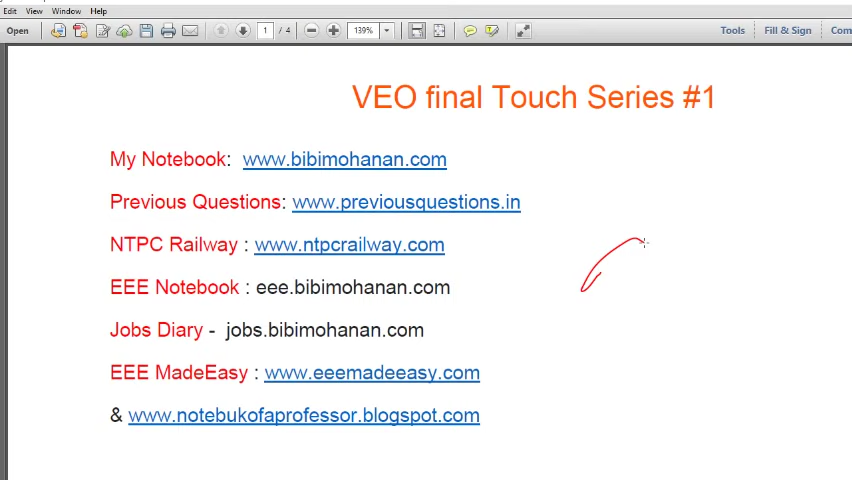 Edit View Window Help
Open 1 / 4 139% Tools Fill & Sign
VEO final Touch Series #1
My Notebook: www.bibimohanan.com
Previous Questions: www.previousquestions.in
NTPC Railway : www.ntpcrailway.com
EEE Notebook : eee.bibimohanan.com
Jobs Diary - jobs.bibimohanan.com
EEE MadeEasy : www.eeemadeeasy.com
& www.notebukofaprofessor.blogspot.com